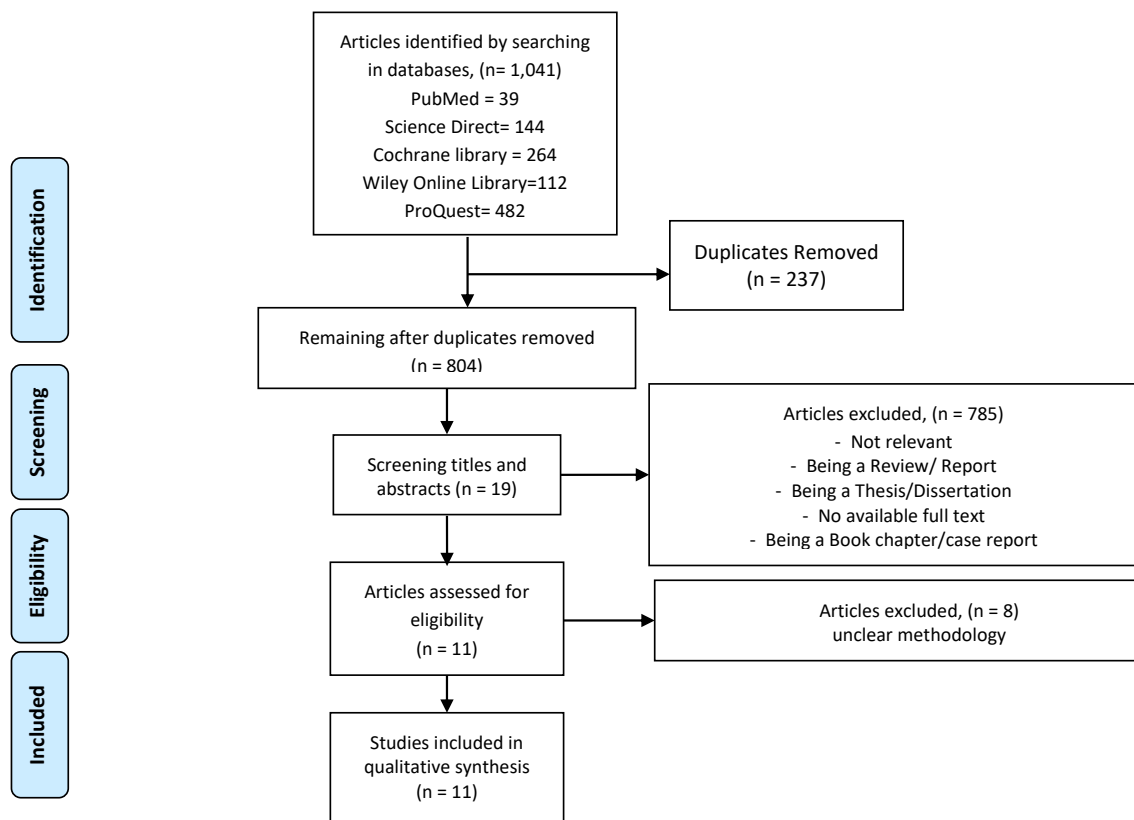 Articles identified by searching
in databases, (n= 1,041)
PubMed = 39
Science Direct= 144
Cochrane library = 264
Wiley Online Library=112
ProQuest= 482
Identification
Duplicates Removed
(n = 237)
Remaining after duplicates removed
(n = 804)
Screening
Articles excluded, (n = 785)
- Not relevant
- Being a Review/ Report
- Being a Thesis/Dissertation
- No available full text
- Being a Book chapter/case report
Screening titles and
abstracts (n = 19)
Eligibility
Articles assessed for
eligibility
(n = 11)
Articles excluded, (n = 8)
unclear methodology
Included
Studies included in
qualitative synthesis
(n = 11)